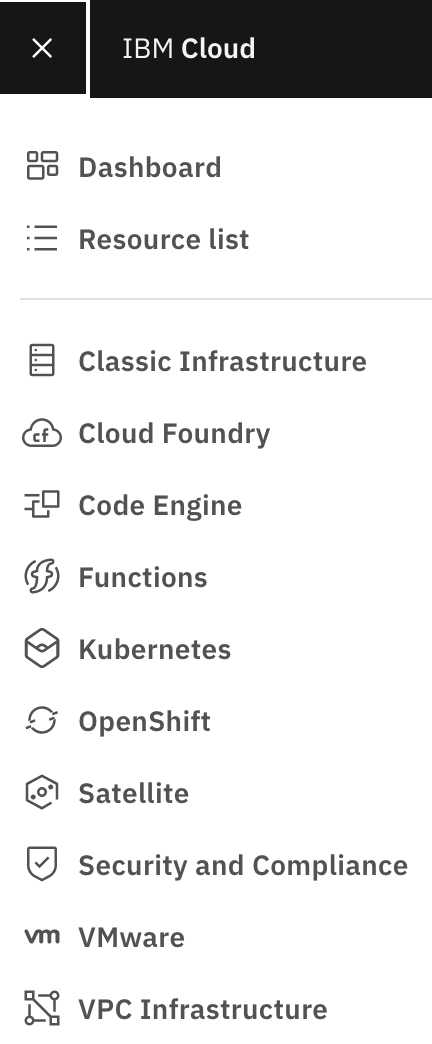 IBM Cloud
Dashboard
Resource list
Classic Infrastructure
cf Cloud Foundry
Code Engine
Functions
Kubernetes
OpenShift
Satellite
Security and Compliance
vm VMware
VPC Infrastructure